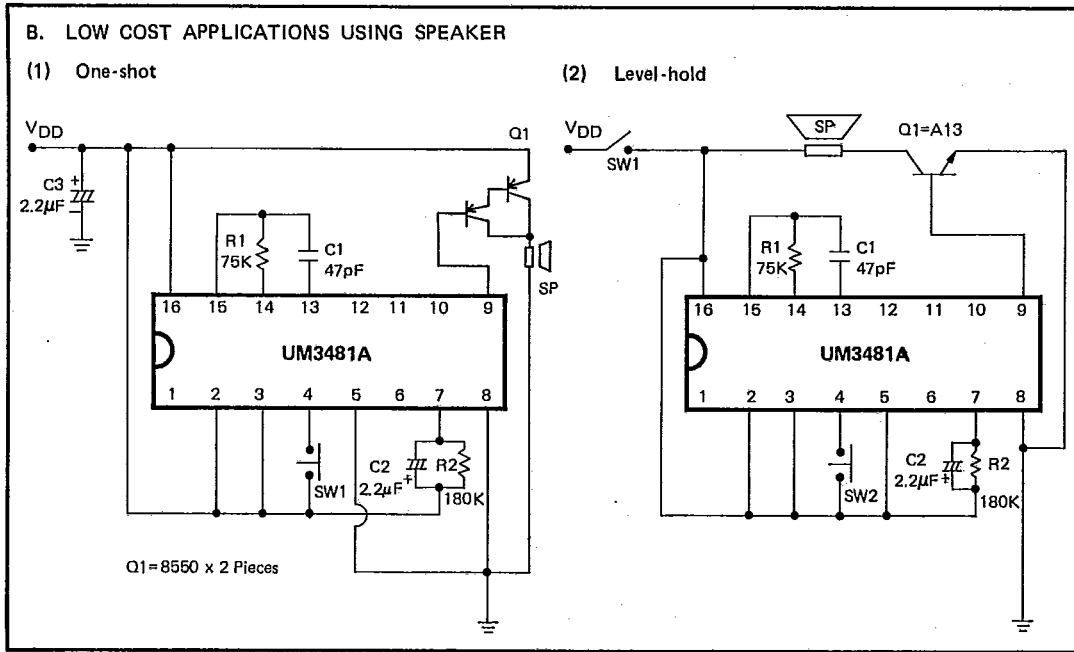 B. LOW COST APPLICATIONS USING SPEAKER
(1) One-shot
VDD
C3 +
2.2μF
Q1
R1
75K
C1
47pF
SP
16 15 14 13 12 11 10 9
UM3481A
1 2 3 4 5 6 7 8
SW1
C2
2.2μF +
R2
180K
Q1=8550 x 2 Pieces
(2) Level-hold
VDD
SW1
SP
Q1=A13
R1
75K
C1
47pF
16 15 14 13 12 11 10 9
UM3481A
1 2 3 4 5 6 7 8
SW2
C2
2.2μF +
R2
180K